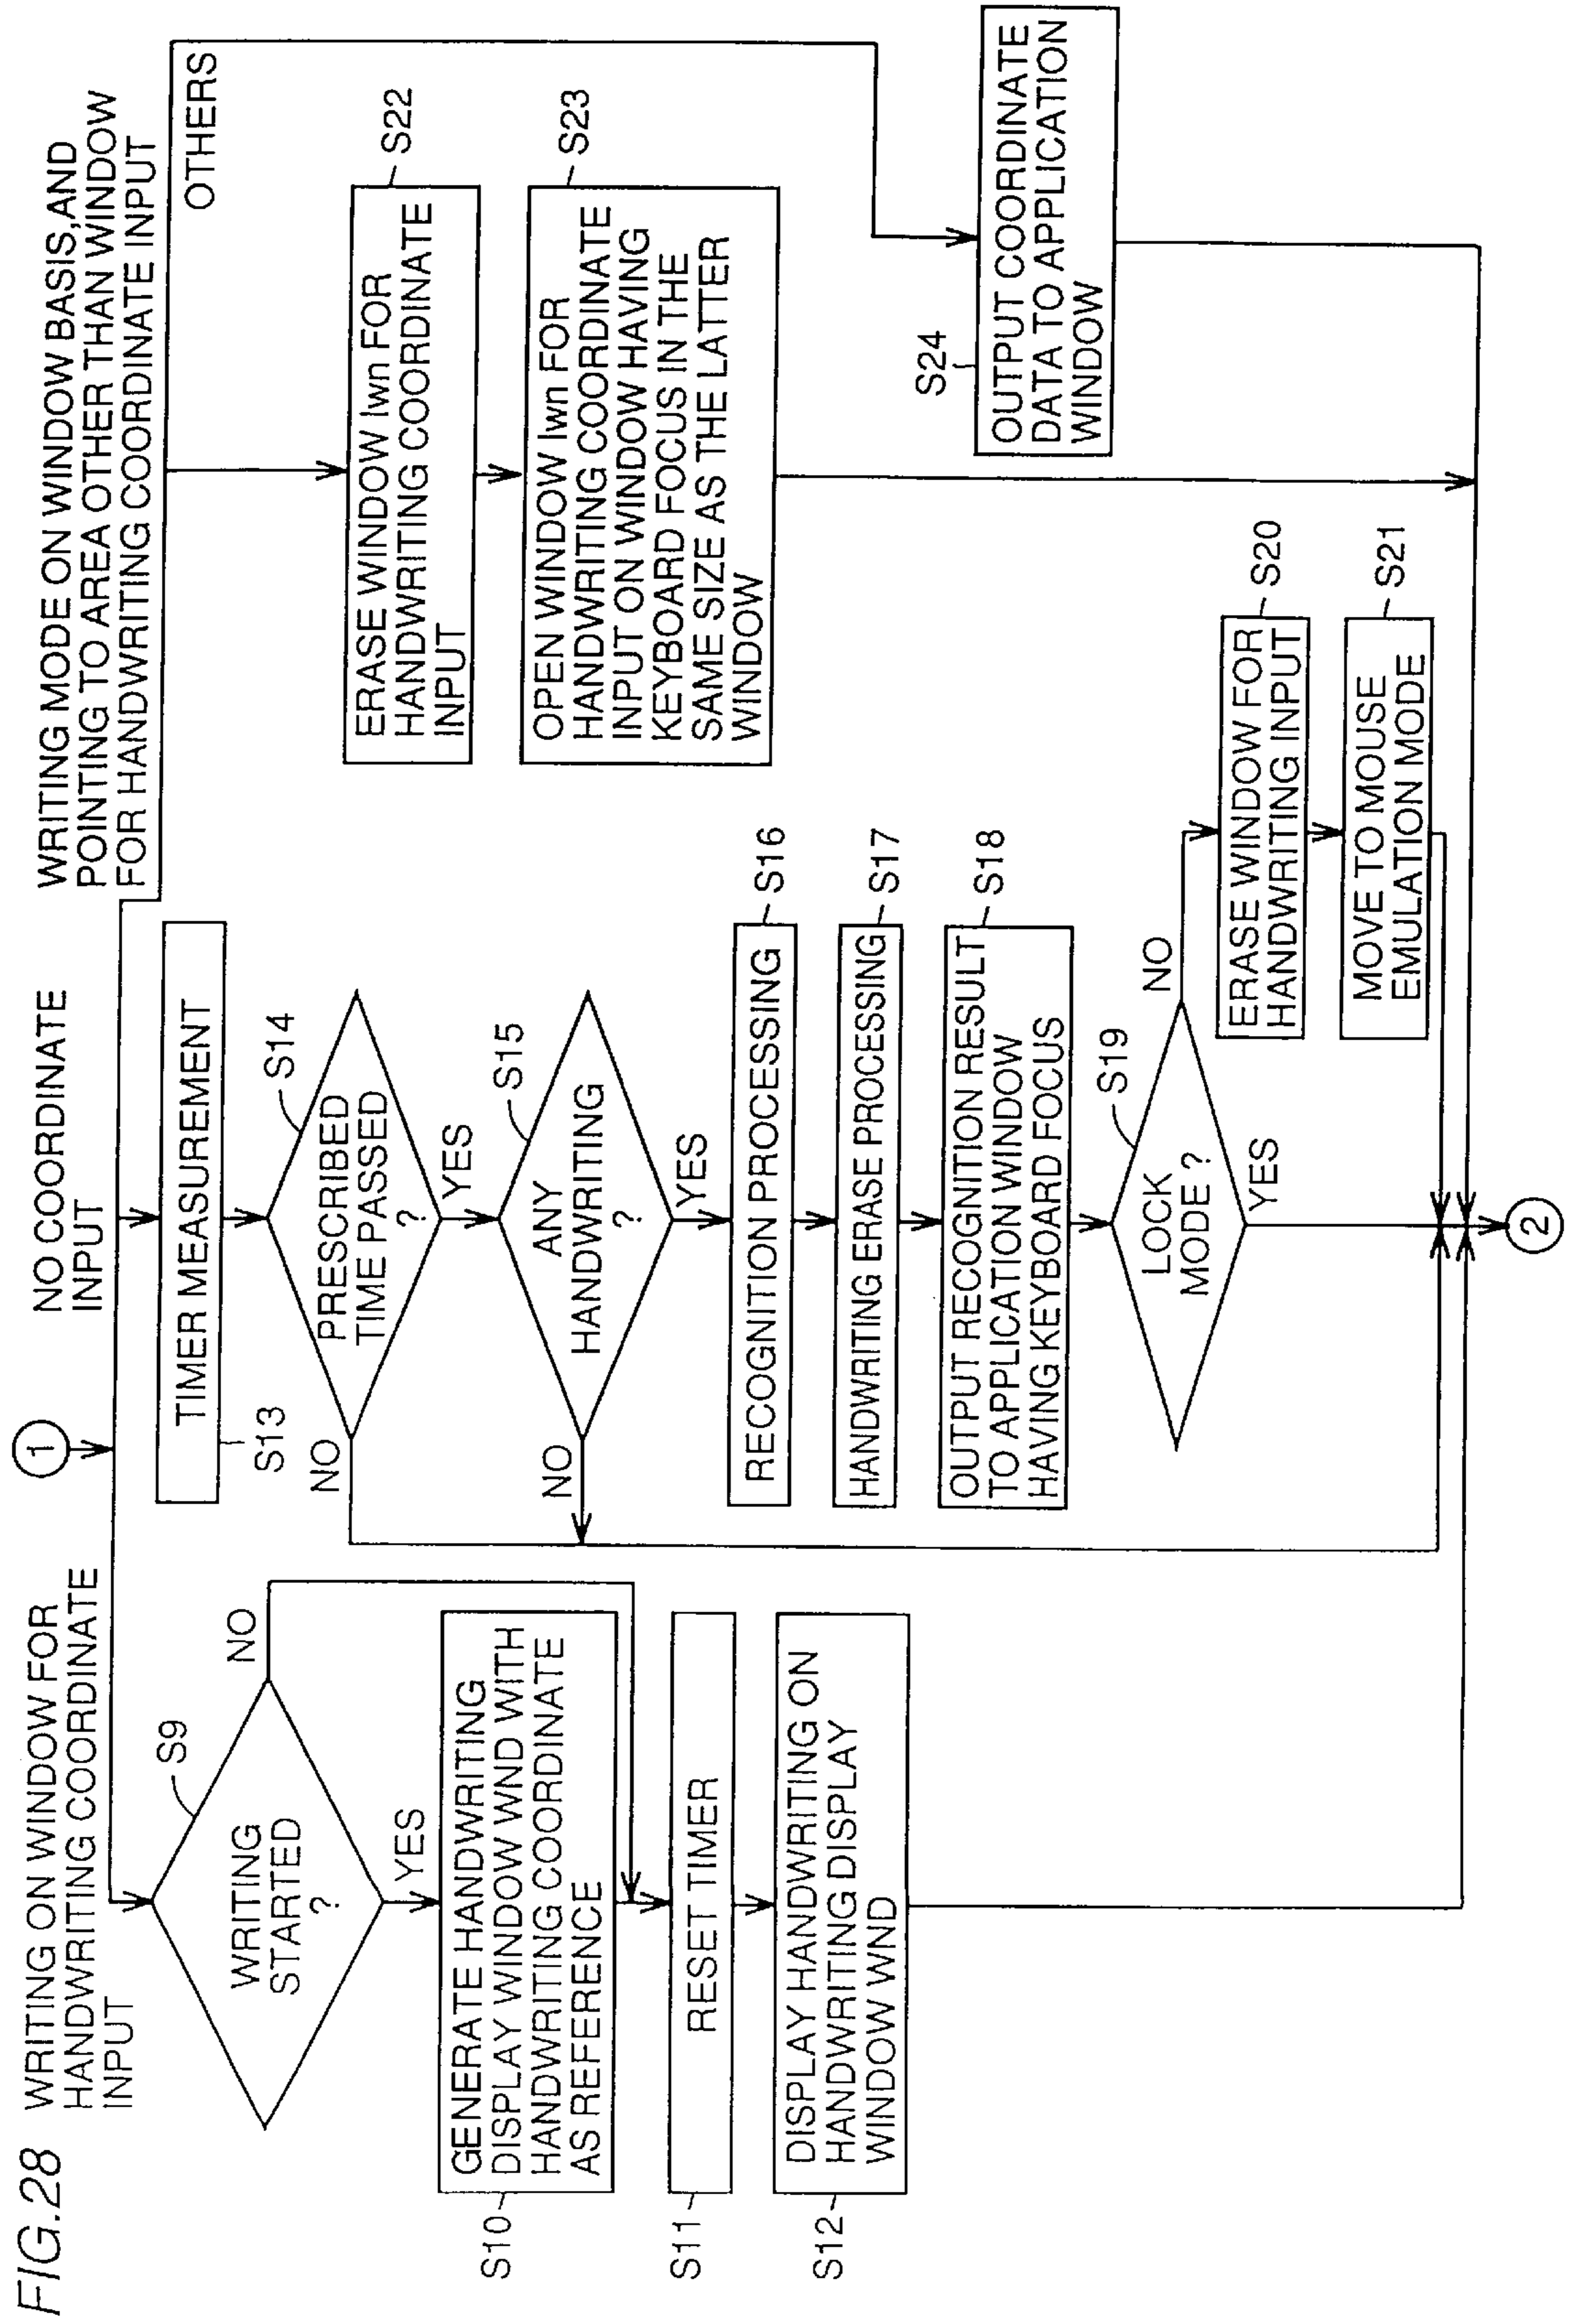 FIG.28
WRITING ON WINDOW FOR
HANDWRITING COORDINATE
INPUT
1
NO COORDINATE
INPUT
WRITING MODE ON WINDOW BASIS,AND
POINTING TO AREA OTHER THAN WINDOW
FOR HANDWRITING COORDINATE INPUT
OTHERS
S9
WRITING
STARTED
?
NO
YES
S10
GENERATE HANDWRITING
DISPLAY WINDOW WND WITH
HANDWRITING COORDINATE
AS REFERENCE
S11
RESET TIMER
S12
DISPLAY HANDWRITING ON
HANDWRITING DISPLAY
WINDOW WND
TIMER MEASUREMENT
S13
S14
PRESCRIBED
TIME PASSED
?
NO
YES
S15
ANY
HANDWRITING
?
NO
YES
RECOGNITION PROCESSING
S16
HANDWRITING ERASE PROCESSING
S17
OUTPUT RECOGNITION RESULT
TO APPLICATION WINDOW
HAVING KEYBOARD FOCUS
S18
S19
LOCK
MODE ?
NO
YES
ERASE WINDOW FOR
HANDWRITING INPUT
S20
MOVE TO MOUSE
EMULATION MODE
S21
ERASE WINDOW Iwn FOR
HANDWRITING COORDINATE
INPUT
S22
OPEN WINDOW Iwn FOR
HANDWRITING COORDINATE
INPUT ON WINDOW HAVING
KEYBOARD FOCUS IN THE
SAME SIZE AS THE LATTER
WINDOW
S23
S24
OUTPUT COORDINATE
DATA TO APPLICATION
WINDOW
2